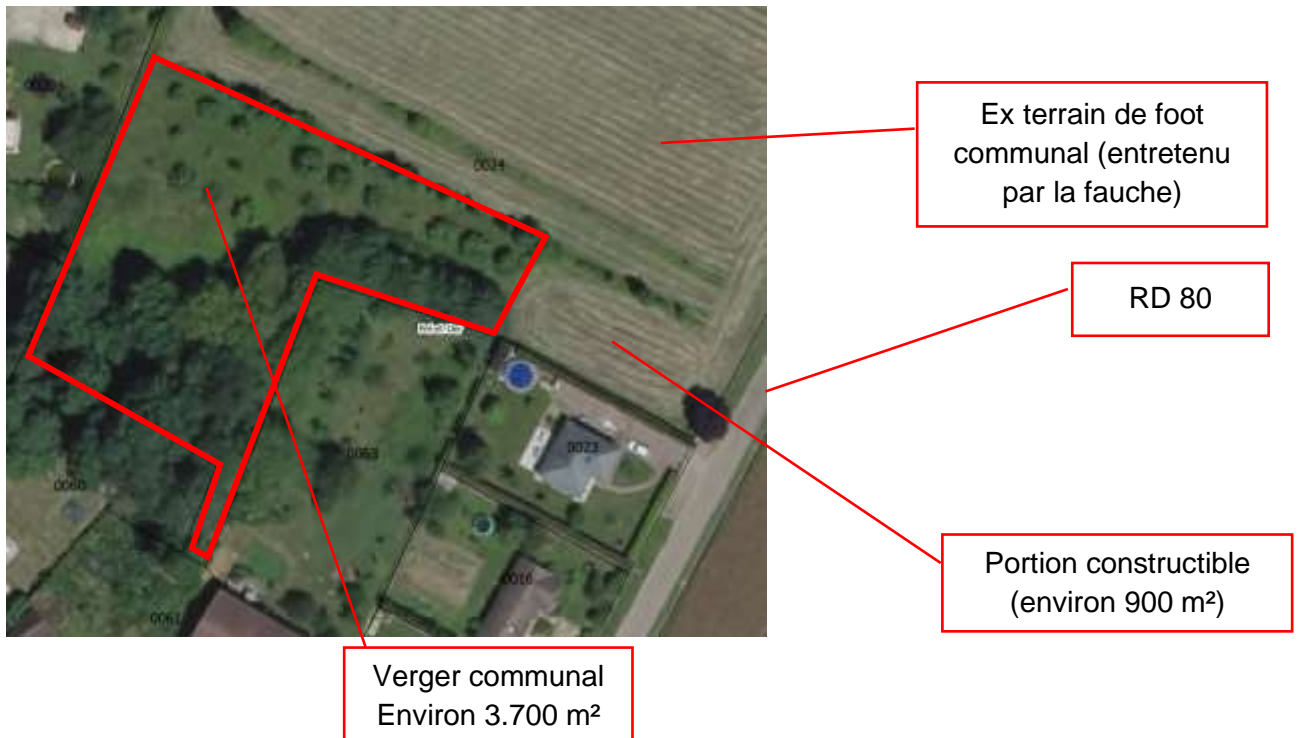 Ex terrain de foot
communal (entretenu
par la fauche)
0024
RD 80
0023
0063
0060
0016
0061
Portion constructible
(environ 900 m²)
Verger communal
Environ 3.700 m²